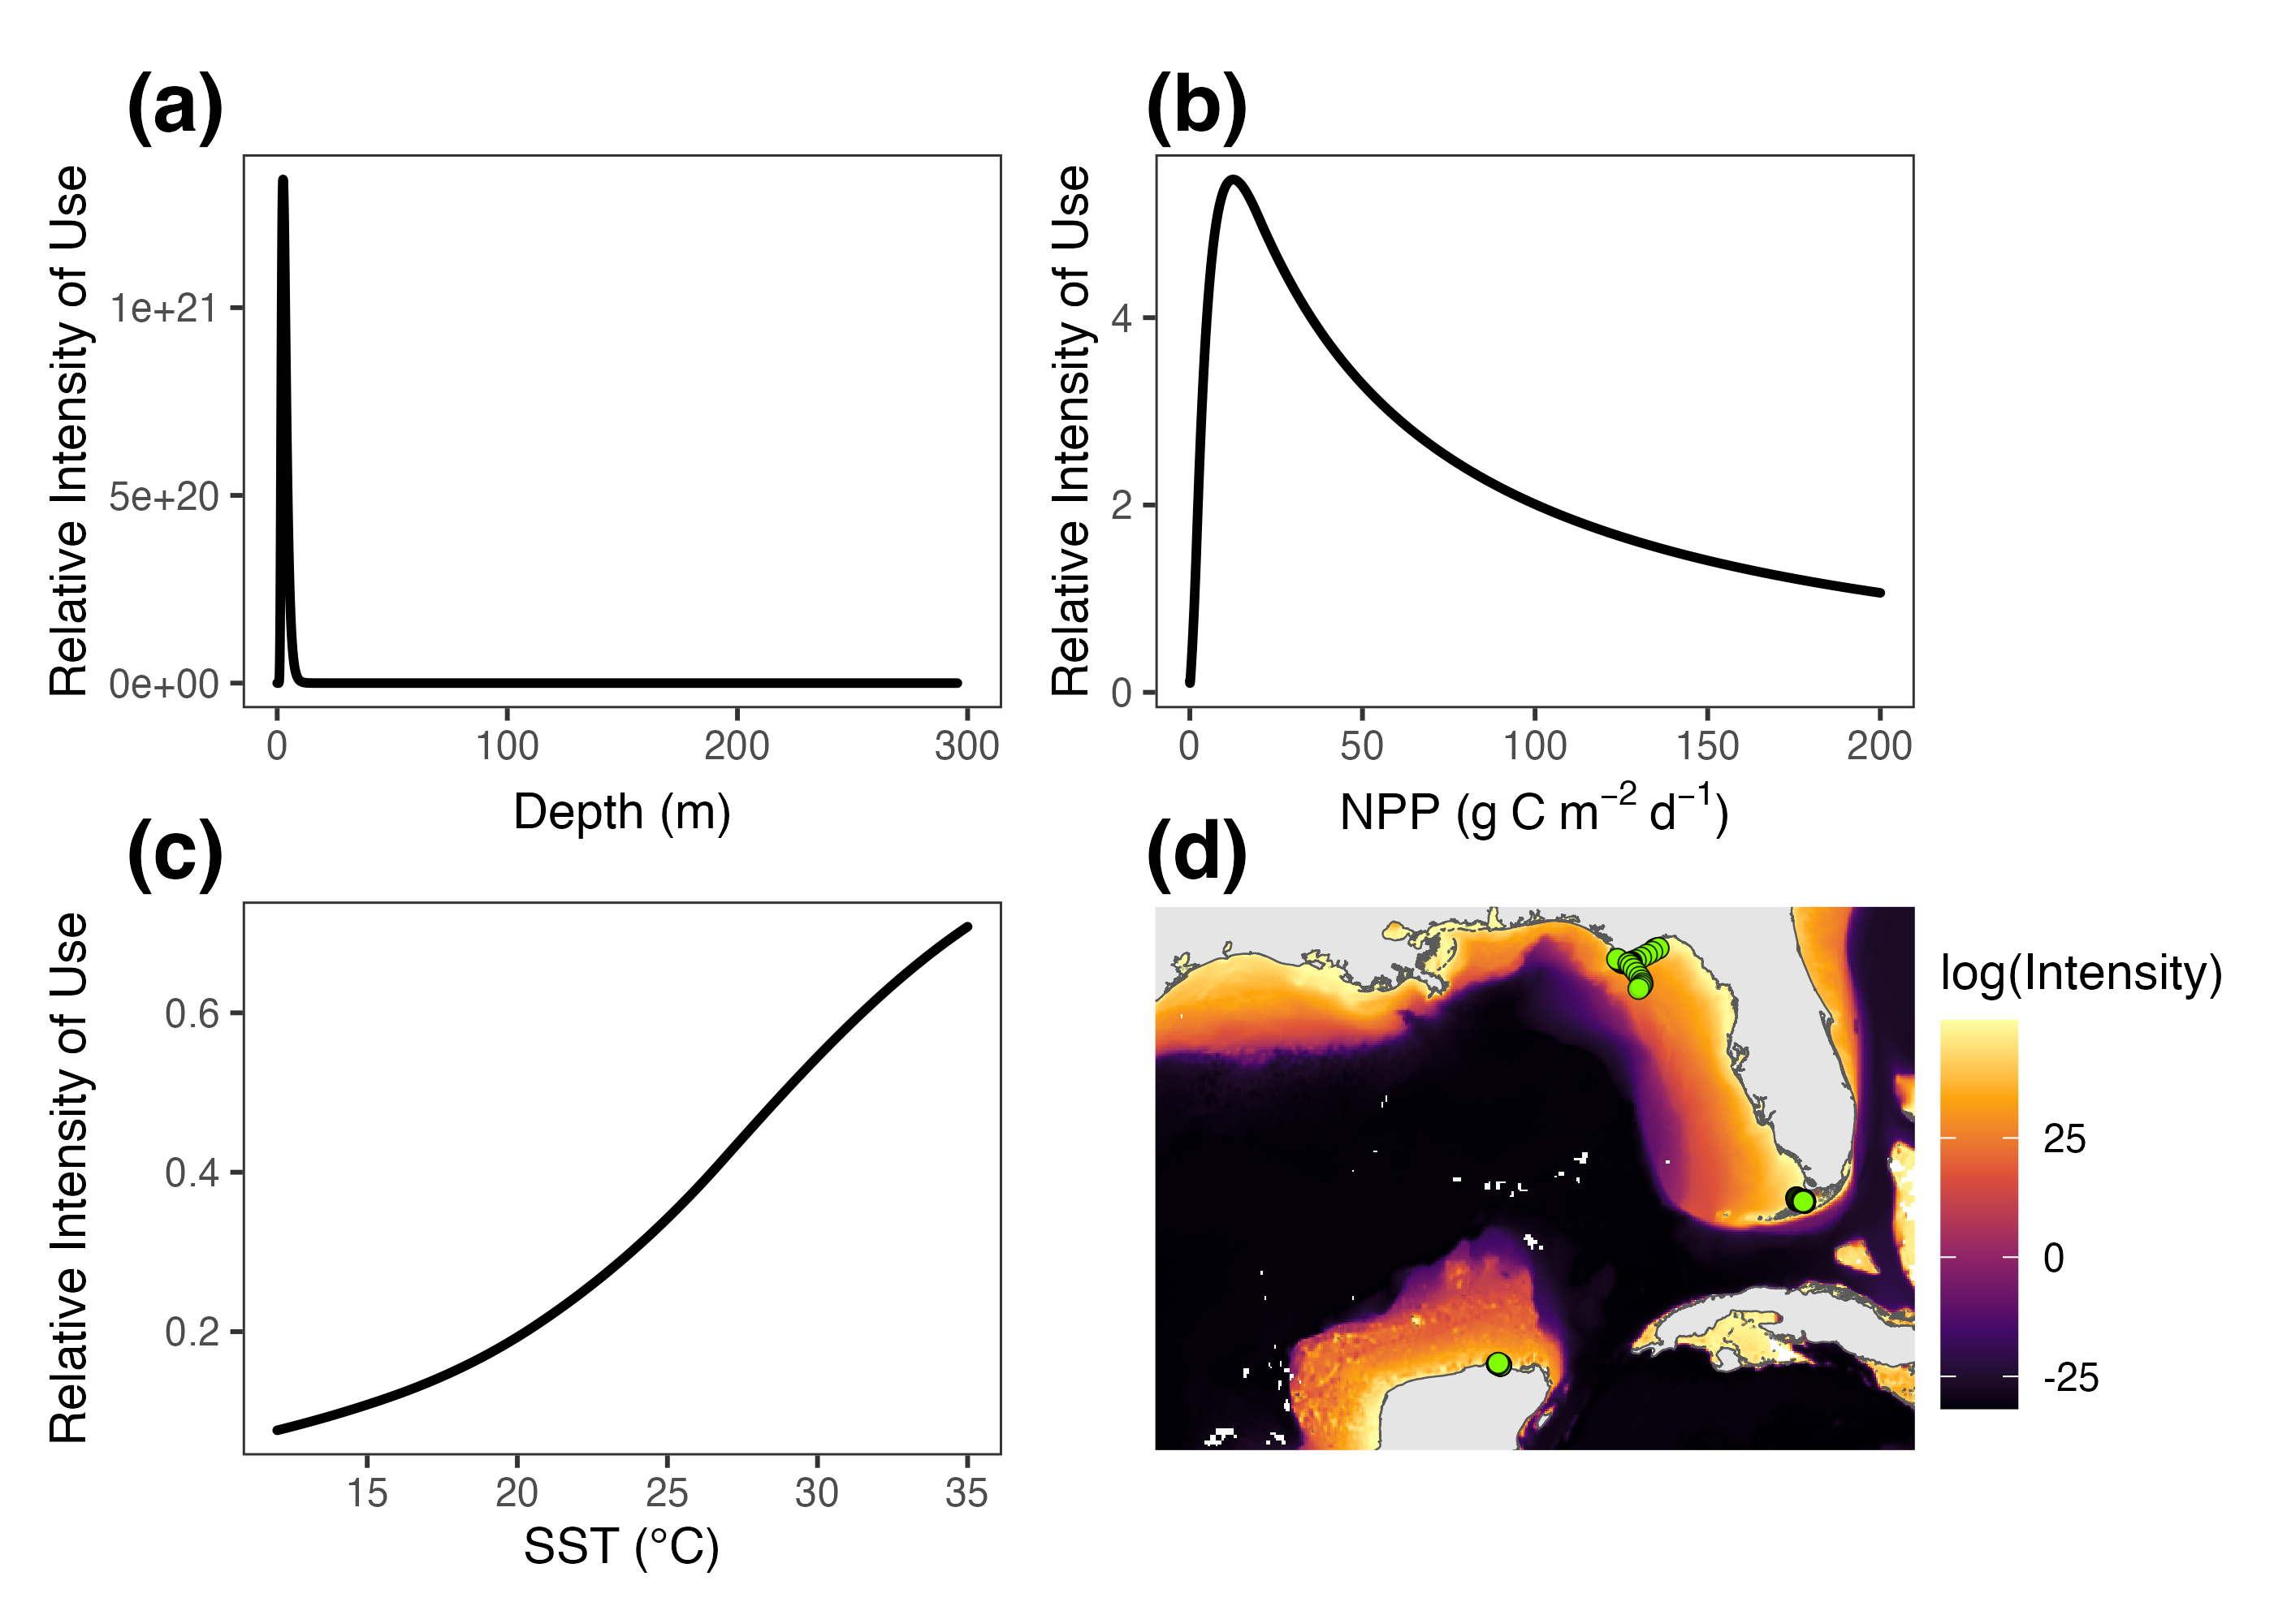 (a)
Relative Intensity of Use
1e+21
5e+20
0e+00
0 100 200 300
Depth (m)
(b)
Relative Intensity of Use
4
2
0
0 50 100 150 200
NPP (g C m⁻² d⁻¹)
(c)
Relative Intensity of Use
0.6
0.4
0.2
15 20 25 30 35
SST (°C)
(d)
log(Intensity)
25
0
-25